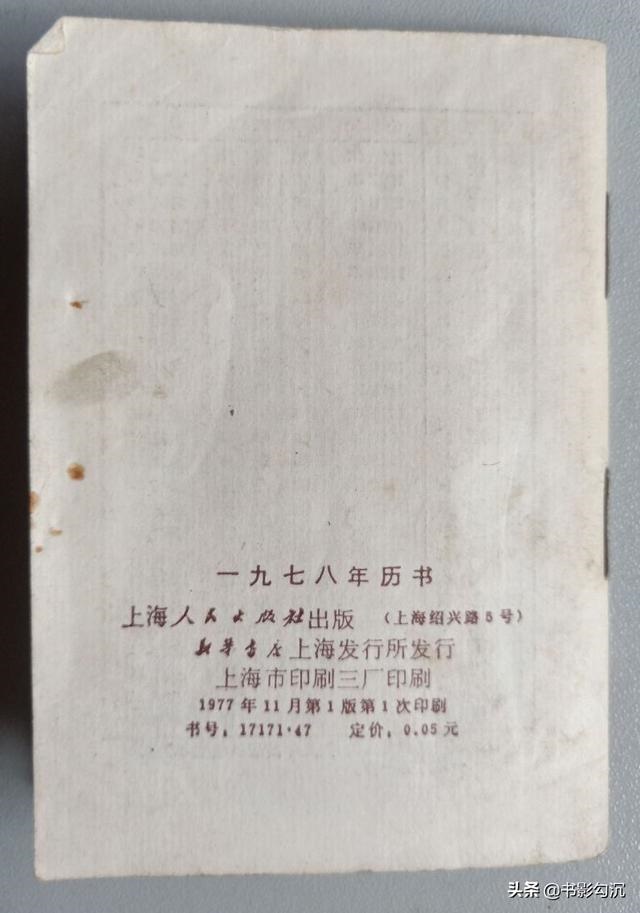 一九七八年历书
上海人民出版社出版 (上海绍兴路5号)
新华书店上海发行所发行
上海市印刷三厂印刷
1977年11月第1版第1次印刷
书号：17171·47 定价：0.05元
头条 @书影勾沉